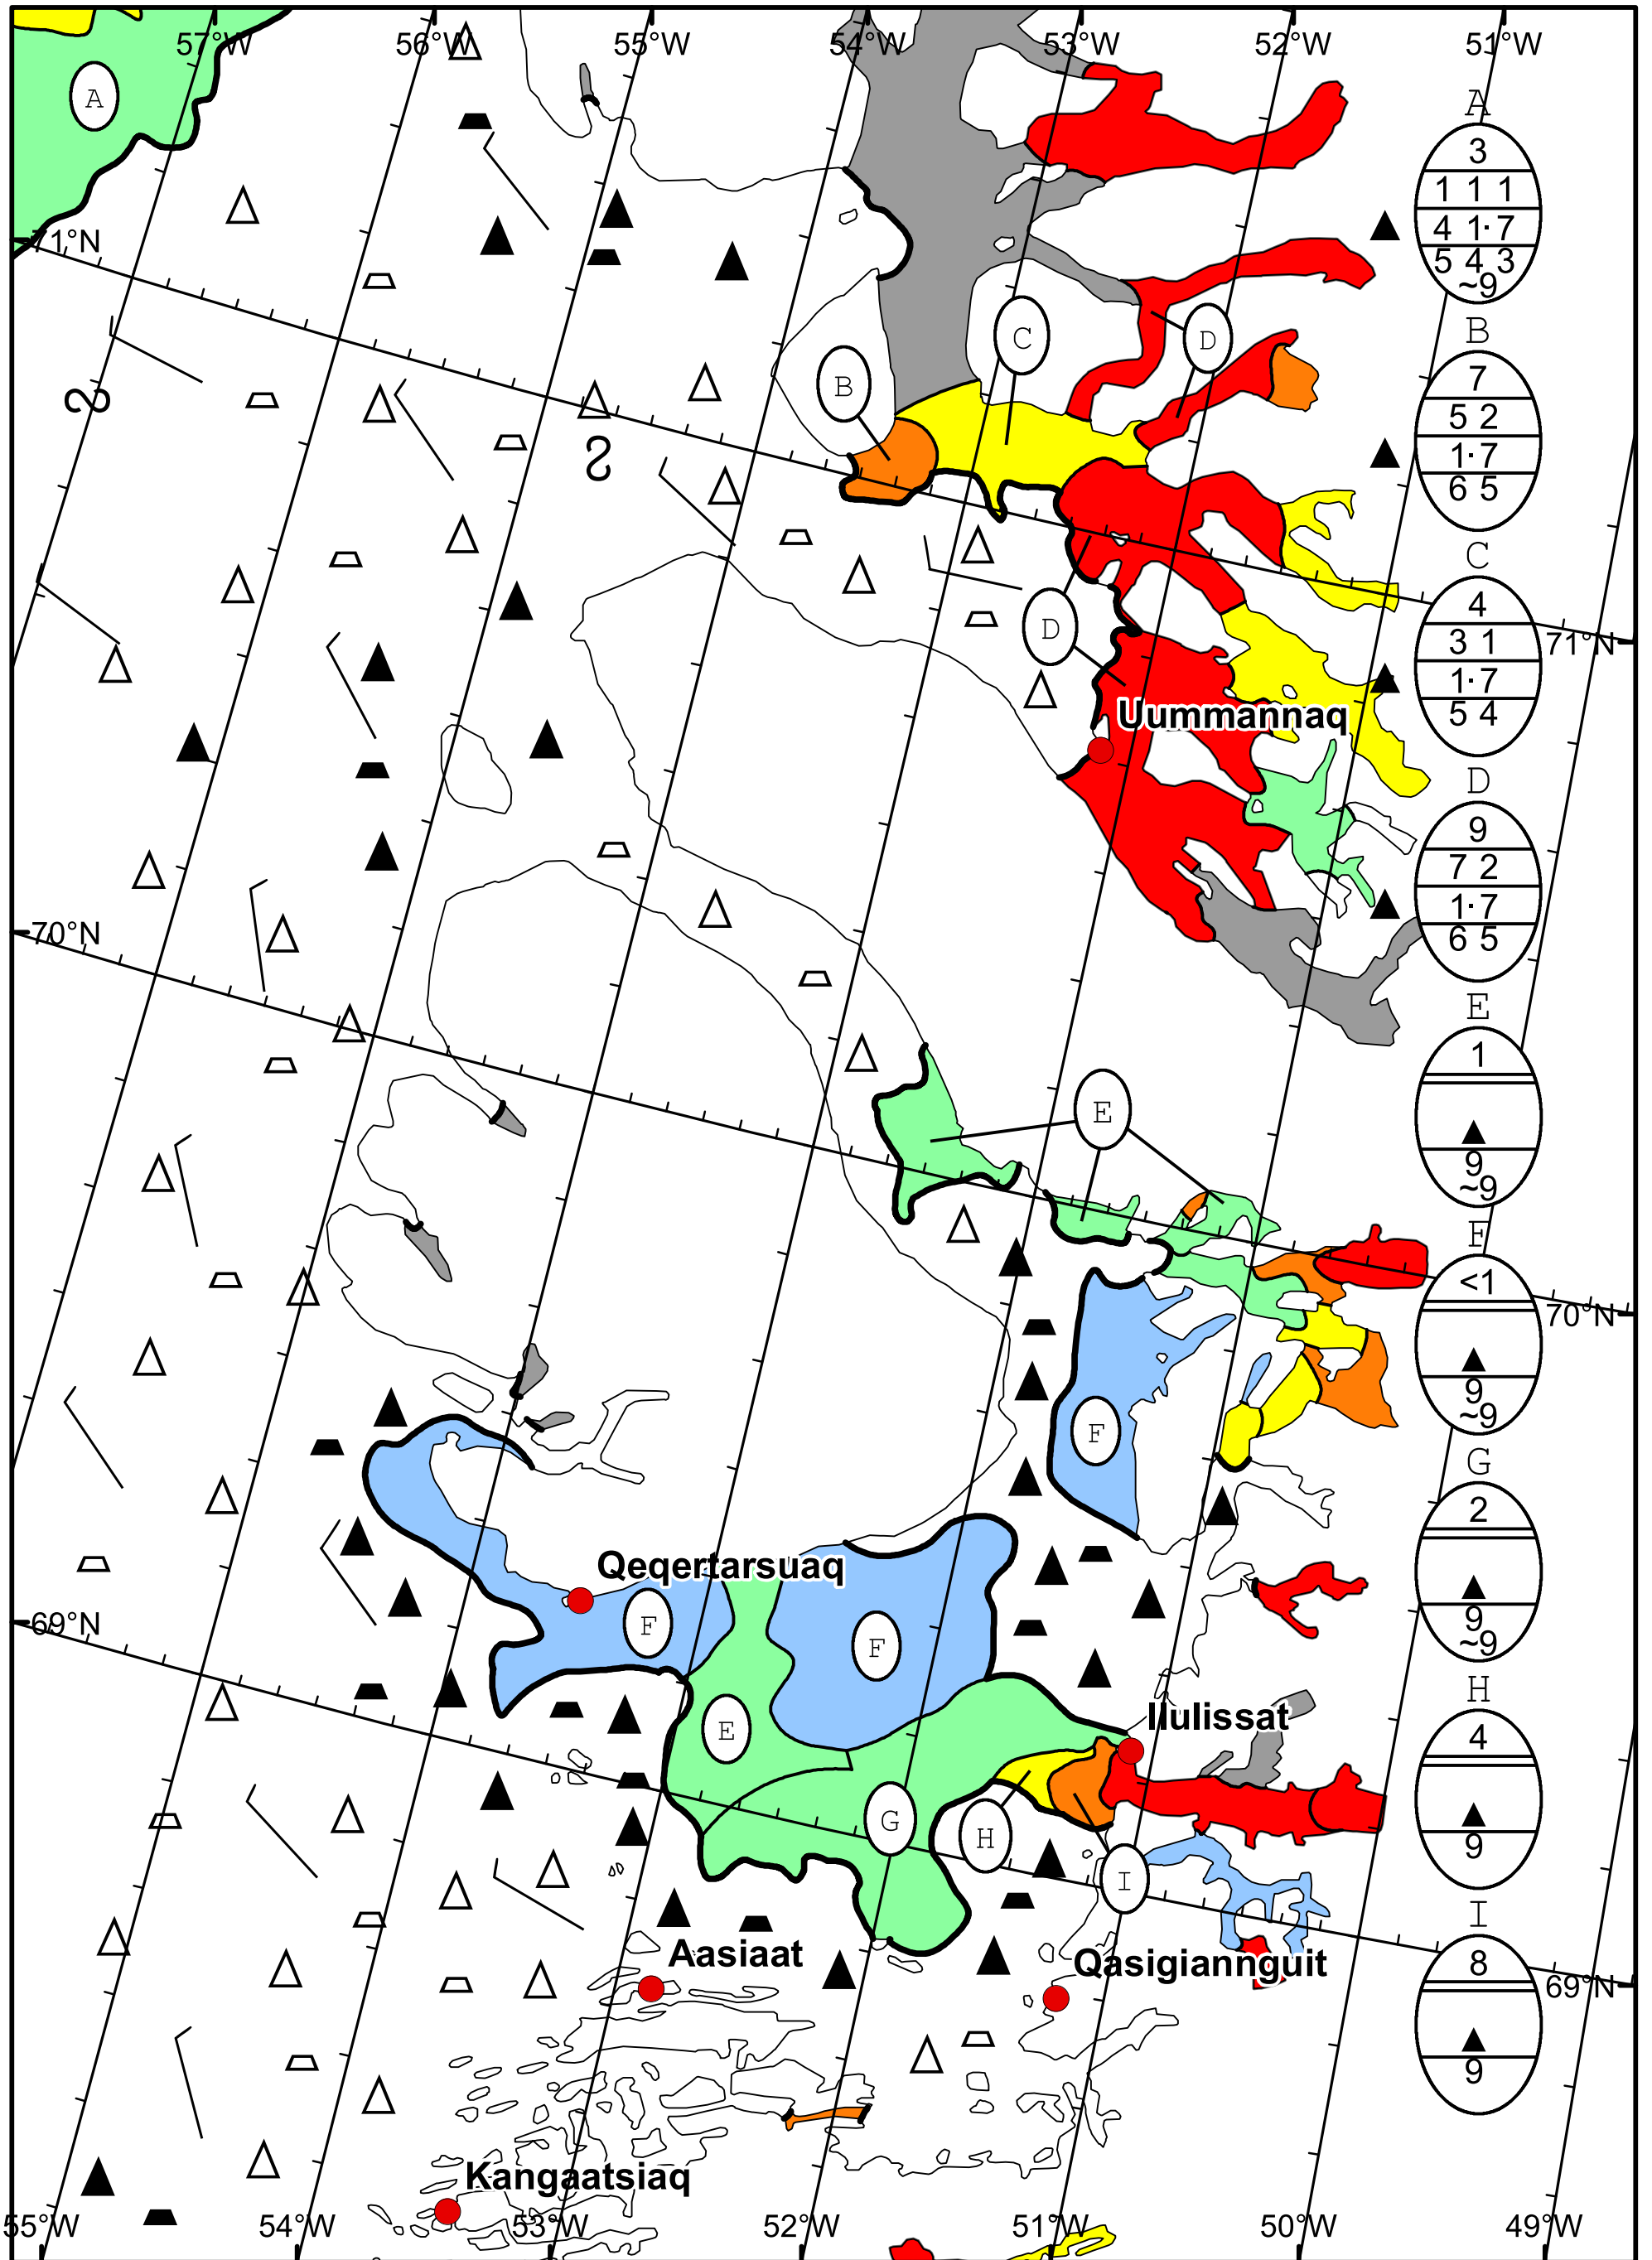 57°W 56°W 55°W 54°W 53°W 52°W 51°W
A
A
3
1 1 1
4 1· 7
5 4 3
~9
71°N
B
7
5 2
1· 7
6 5
C
D
B
C
4
3 1
1· 7
5 4
D
71°N
Uummannaq
D
9
7 2
1· 7
6 5
70°N
E
1
9
~9
E
F
<1
9
~9
70°N
F
G
2
9
~9
Qeqertarsuaq
69°N
F
F
H
4
9
Ilulissat
E
G
H
I
I
8
9
Aasiaat
Qasigiannguit
69°N
Kangaatsiaq
55°W 54°W 53°W 52°W 51°W 50°W 49°W